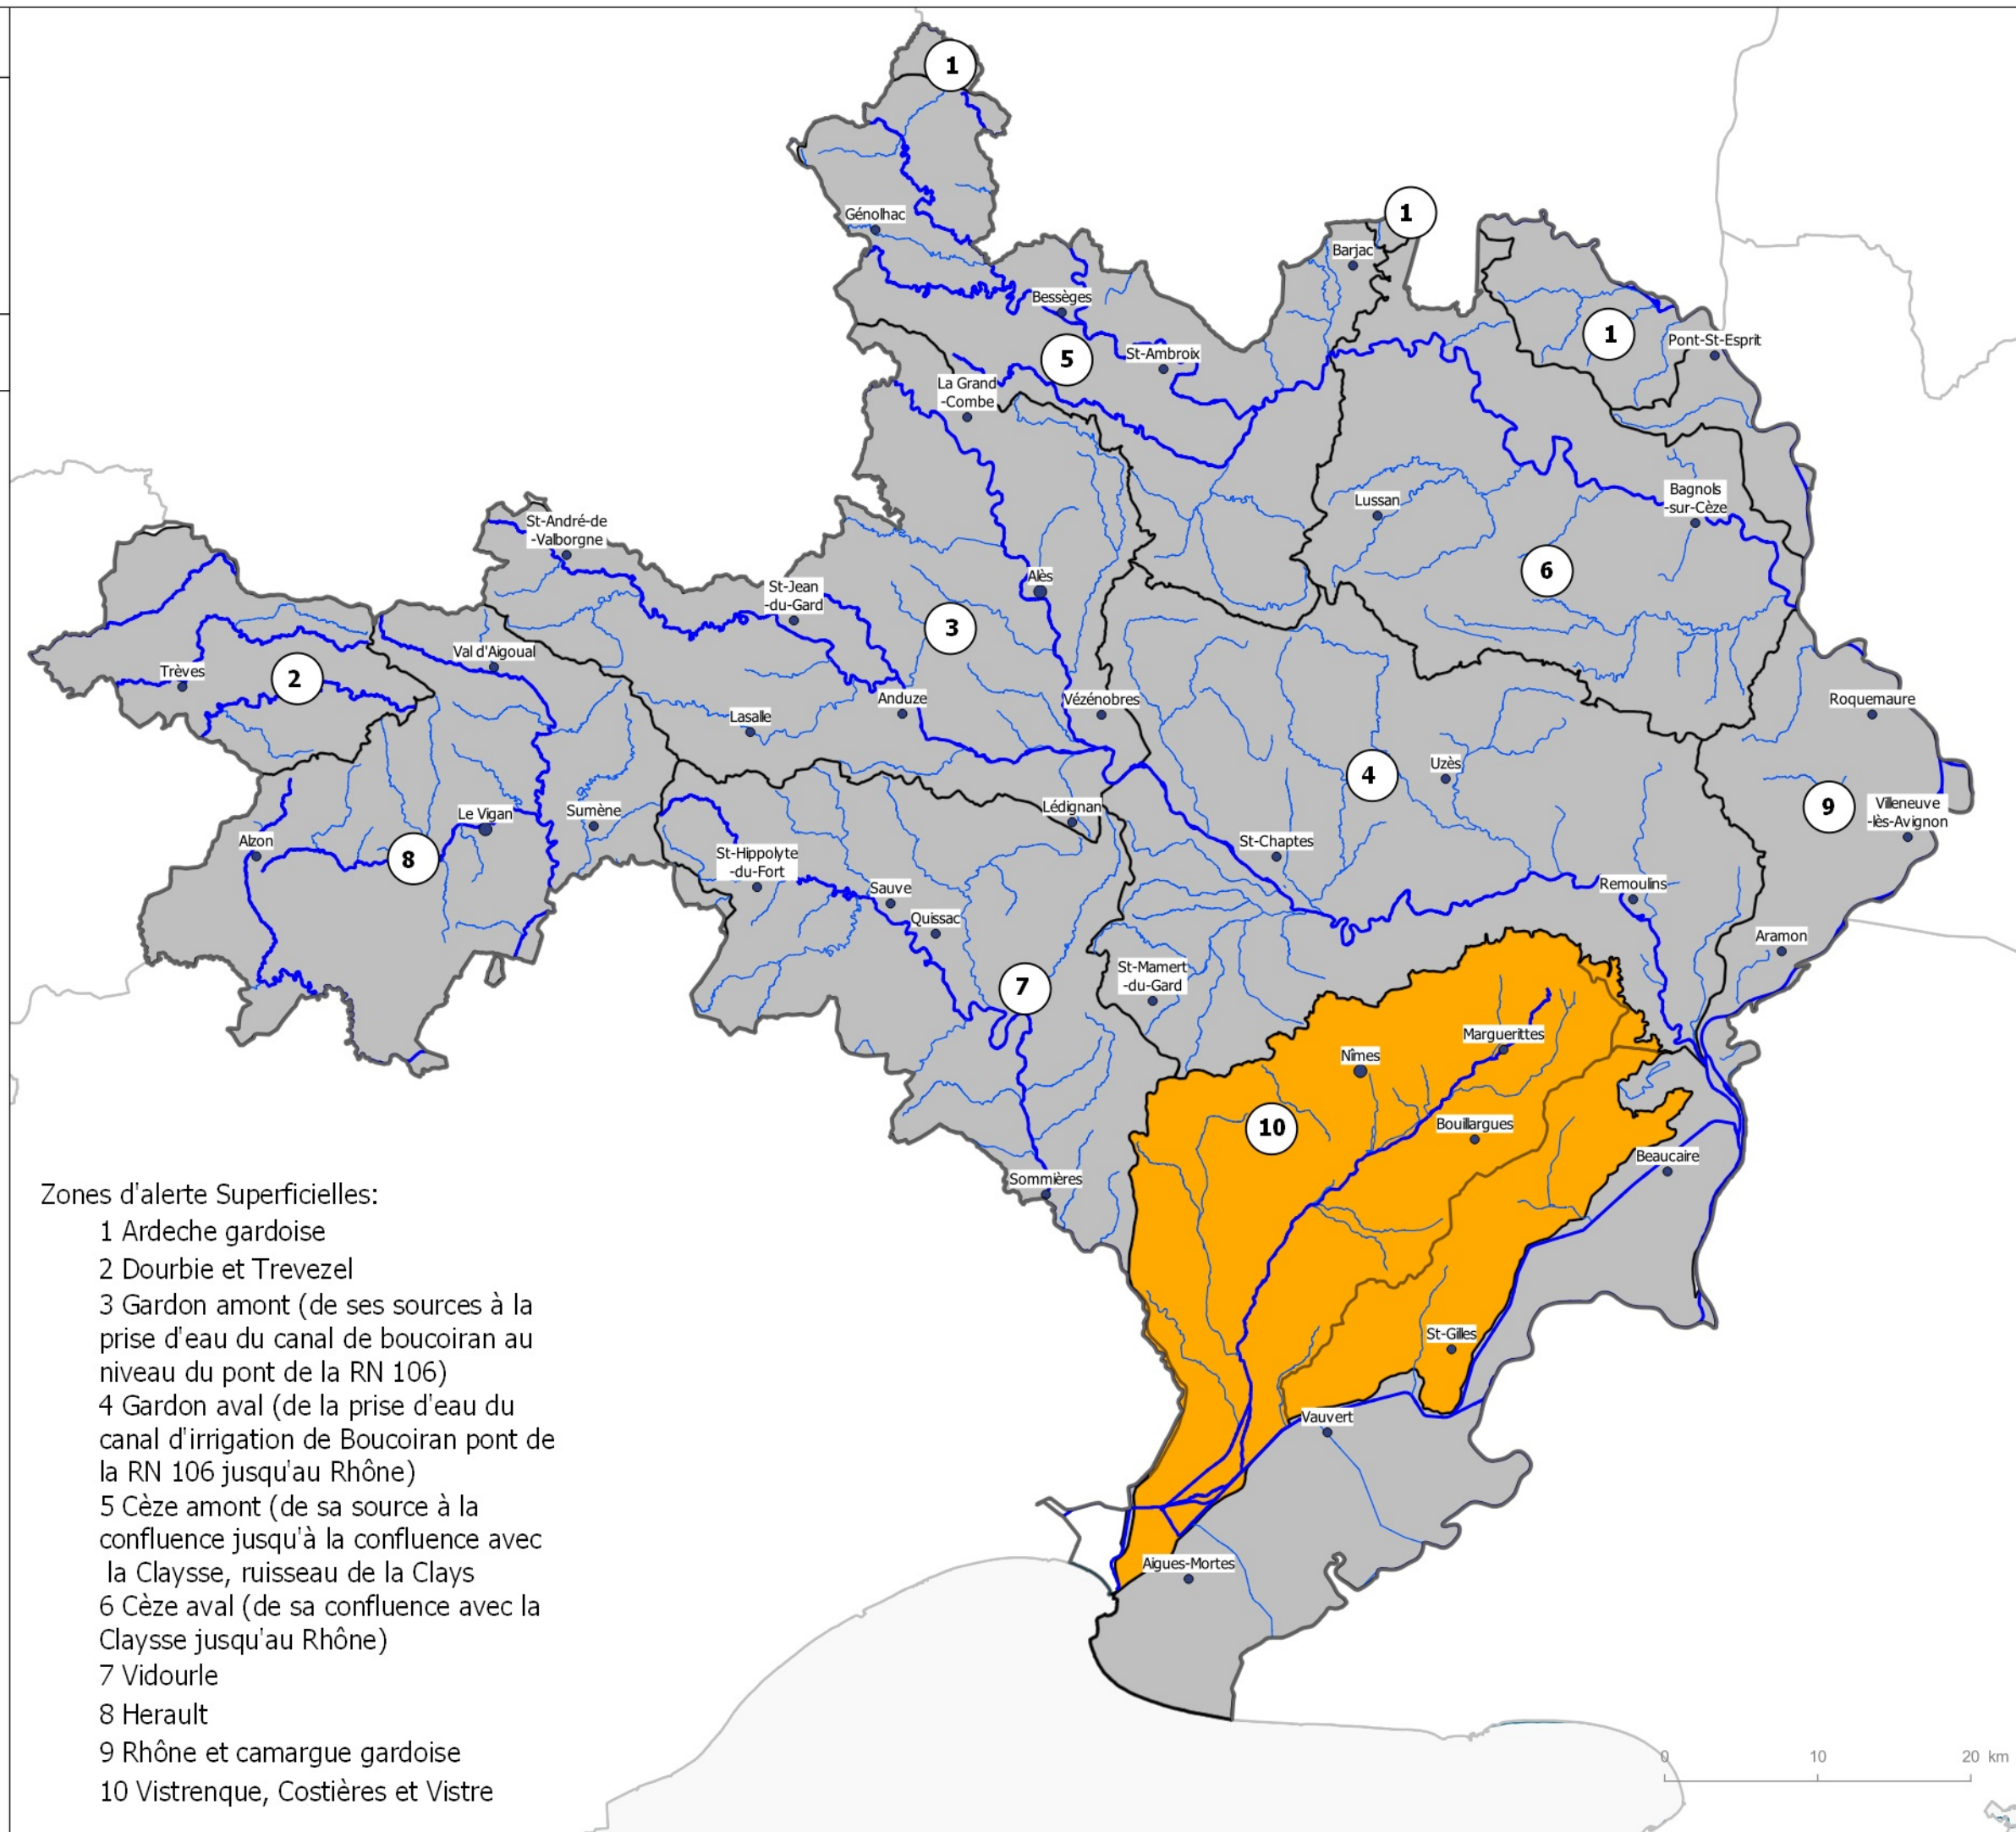 1
1
Génolhac
Barjac
Bessèges
1
Pont-St-Esprit
5
St-Ambroix
La Grand
-Combe
Lussan
Bagnols
-sur-Cèze
St-André-de
-Valborgne
6
Alès
St-Jean
-du-Gard
3
Val d'Aigoual
Trèves
2
Vézénobres
Anduze
Roquemaure
Lasalle
4
Uzès
9
Villeneuve
-lès-Avignon
Lédignan
Le Vigan
Sumène
Alzon
8
St-Chaptes
St-Hippolyte
-du-Fort
Sauve
Remoulins
Quissac
Aramon
7
St-Mamert
-du-Gard
Marguerittes
Nîmes
10
Bouillargues
Beaucaire
Sommières
St-Gilles
Vauvert
Aigues-Mortes
Zones d'alerte Superficielles:
1 Ardeche gardoise
2 Dourbie et Trevezel
3 Gardon amont (de ses sources à la
prise d'eau du canal de boucoiran au
niveau du pont de la RN 106)
4 Gardon aval (de la prise d'eau du
canal d'irrigation de Boucoiran pont de
la RN 106 jusqu'au Rhône)
5 Cèze amont (de sa source à la
confluence jusqu'à la confluence avec
la Claysse, ruisseau de la Clays
6 Cèze aval (de sa confluence avec la
Claysse jusqu'au Rhône)
7 Vidourle
8 Herault
9 Rhône et camargue gardoise
10 Vistrenque, Costières et Vistre
0 10 20 km